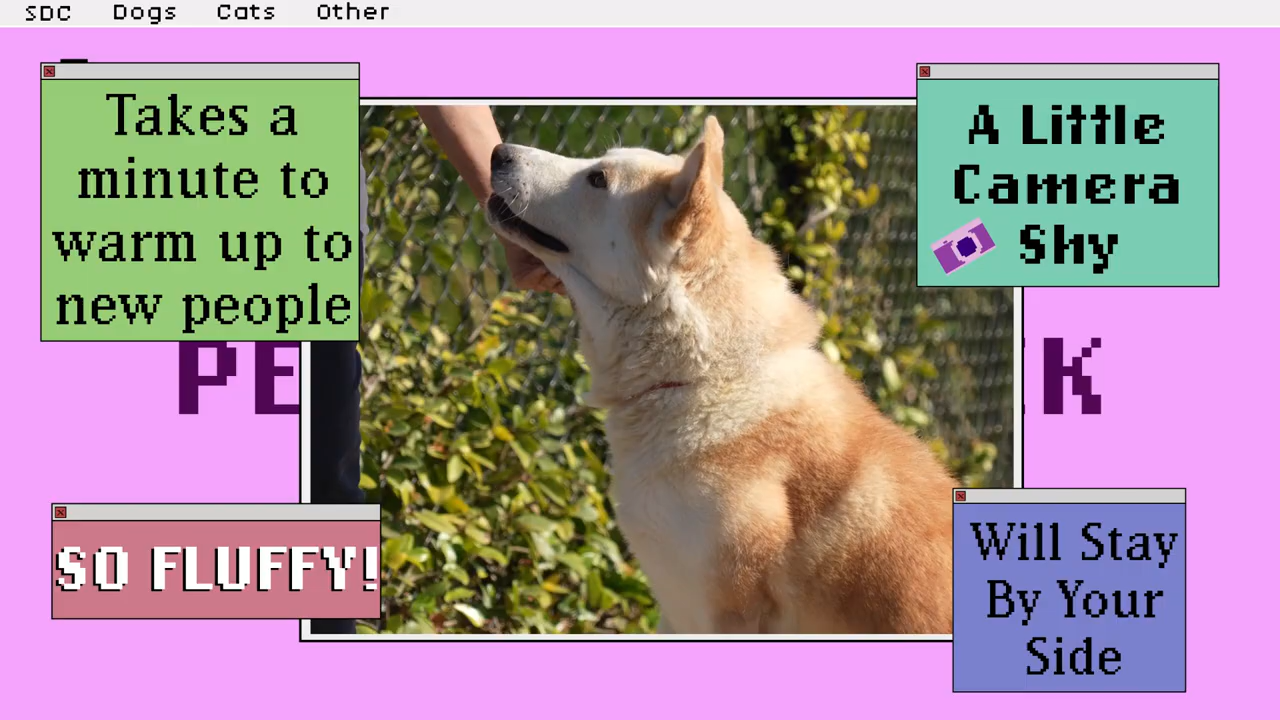 SDC Dogs Cats Other
Takes a
minute to
warm up to
new people
A Little
Camera
Shy
PE
K
SO FLUFFY!
Will Stay
By Your
Side